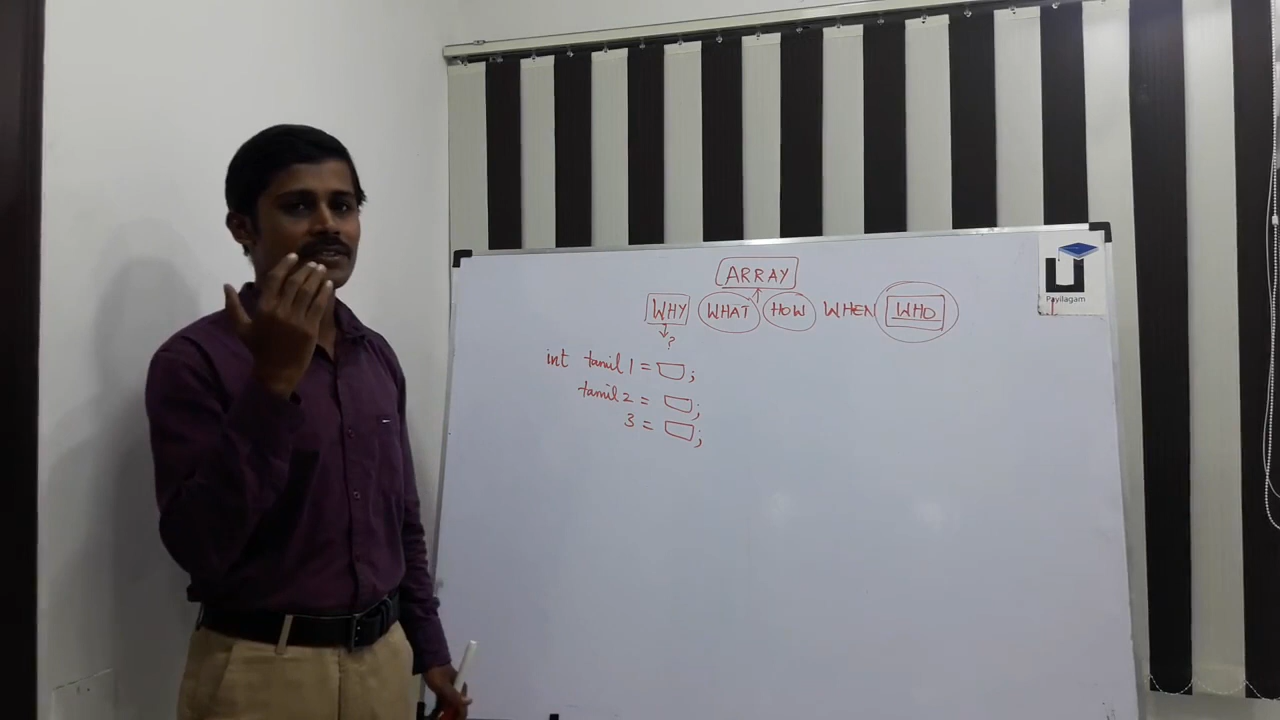 ARRAY
WHY WHAT HOW WHEN WHO
?
int tamil 1 = ;
tamil 2 = ;
3 = ;
Payilagam